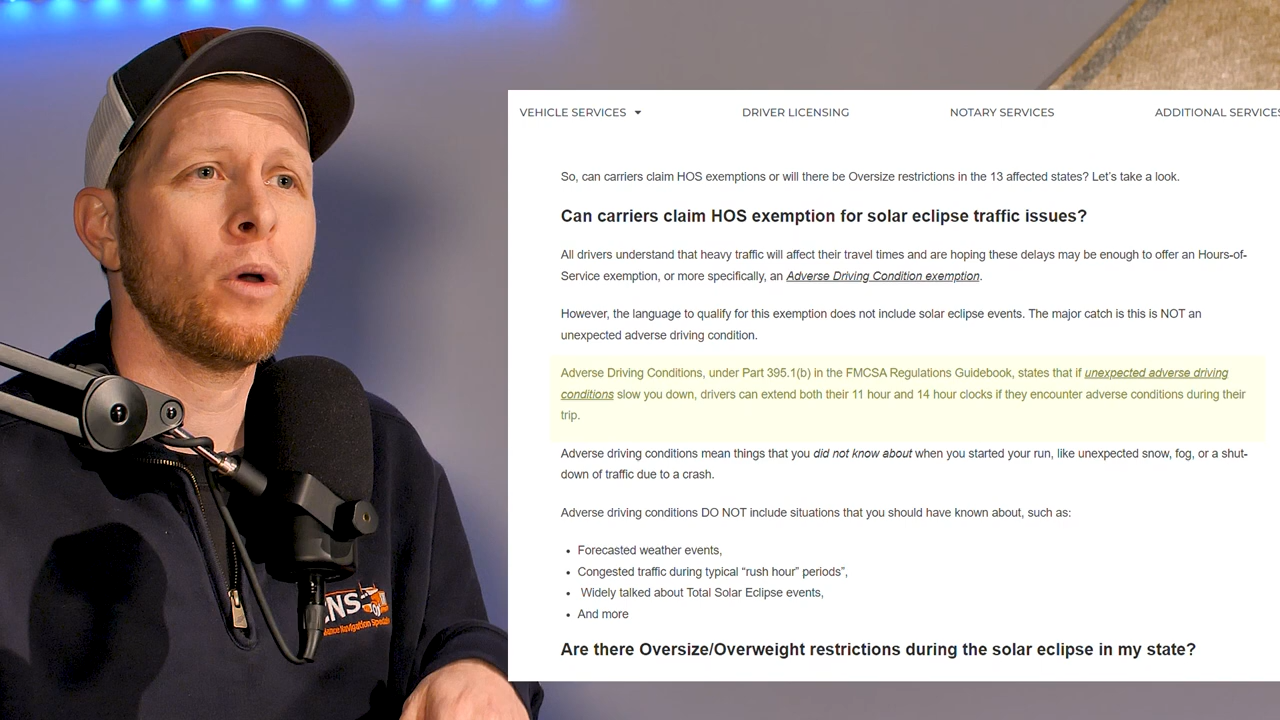 VEHICLE SERVICES
DRIVER LICENSING
NOTARY SERVICES
ADDITIONAL SERVICES
So, can carriers claim HOS exemptions or will there be Oversize restrictions in the 13 affected states? Let's take a look.
Can carriers claim HOS exemption for solar eclipse traffic issues?
All drivers understand that heavy traffic will affect their travel times and are hoping these delays may be enough to offer an Hours-of-
Service exemption, or more specifically, an Adverse Driving Condition exemption.
However, the language to qualify for this exemption does not include solar eclipse events. The major catch is this is NOT an
unexpected adverse driving condition.
Adverse Driving Conditions, under Part 395.1(b) in the FMCSA Regulations Guidebook, states that if unexpected adverse driving
conditions slow you down, drivers can extend both their 11 hour and 14 hour clocks if they encounter adverse conditions during their
trip.
Adverse driving conditions mean things that you did not know about when you started your run, like unexpected snow, fog, or a shut-
down of traffic due to a crash.
Adverse driving conditions DO NOT include situations that you should have known about, such as:
• Forecasted weather events,
• Congested traffic during typical “rush hour” periods”,
• Widely talked about Total Solar Eclipse events,
• And more
Are there Oversize/Overweight restrictions during the solar eclipse in my state?
NS
Navigation